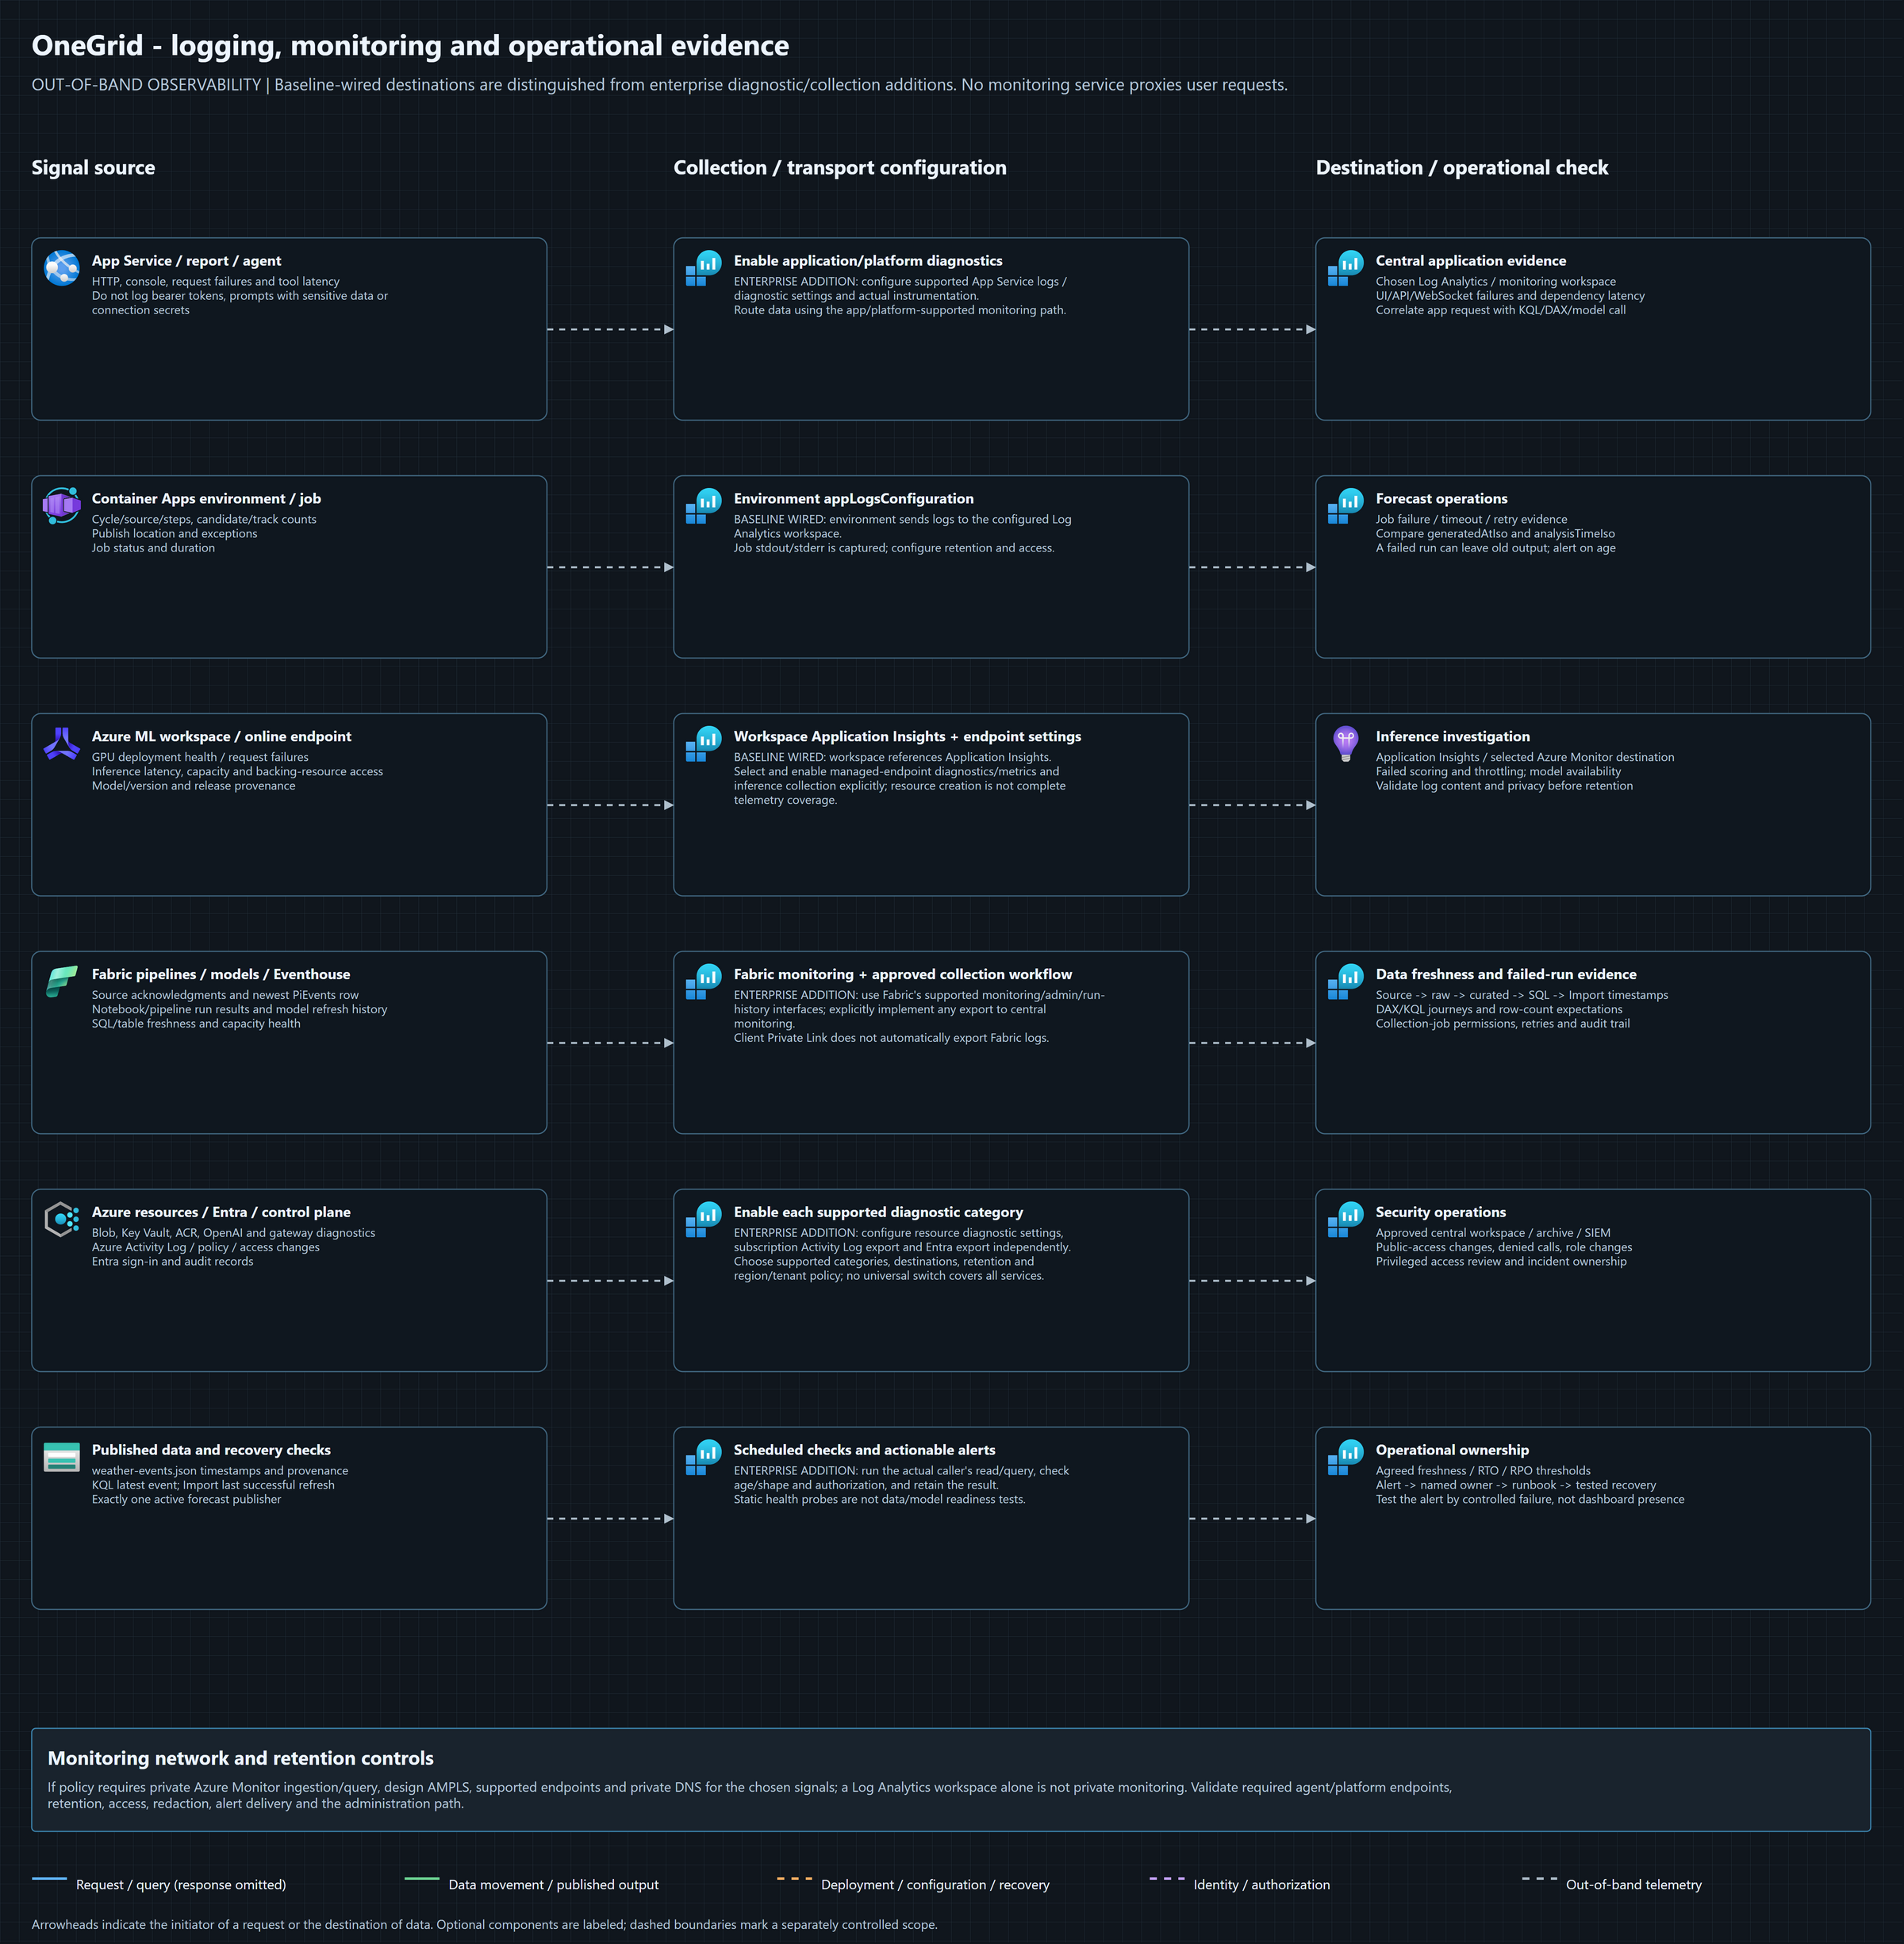 OneGrid - logging, monitoring and operational evidence
OUT-OF-BAND OBSERVABILITY | Baseline-wired destinations are distinguished from enterprise diagnostic/collection additions. No monitoring service proxies user requests.
Signal source
Collection / transport configuration
Destination / operational check
App Service / report / agent
HTTP, console, request failures and tool latency
Do not log bearer tokens, prompts with sensitive data or
connection secrets
Enable application/platform diagnostics
ENTERPRISE ADDITION: configure supported App Service logs /
diagnostic settings and actual instrumentation.
Route data using the app/platform-supported monitoring path.
Central application evidence
Chosen Log Analytics / monitoring workspace
UI/API/WebSocket failures and dependency latency
Correlate app request with KQL/DAX/model call
Container Apps environment / job
Cycle/source/steps, candidate/track counts
Publish location and exceptions
Job status and duration
Environment appLogsConfiguration
BASELINE WIRED: environment sends logs to the configured Log
Analytics workspace.
Job stdout/stderr is captured; configure retention and access.
Forecast operations
Job failure / timeout / retry evidence
Compare generatedAtIso and analysisTimeIso
A failed run can leave old output; alert on age
Azure ML workspace / online endpoint
GPU deployment health / request failures
Inference latency, capacity and backing-resource access
Model/version and release provenance
Workspace Application Insights + endpoint settings
BASELINE WIRED: workspace references Application Insights.
Select and enable managed-endpoint diagnostics/metrics and
inference collection explicitly; resource creation is not complete
telemetry coverage.
Inference investigation
Application Insights / selected Azure Monitor destination
Failed scoring and throttling; model availability
Validate log content and privacy before retention
Fabric pipelines / models / Eventhouse
Source acknowledgments and newest PiEvents row
Notebook/pipeline run results and model refresh history
SQL/table freshness and capacity health
Fabric monitoring + approved collection workflow
ENTERPRISE ADDITION: use Fabric's supported monitoring/admin/run-
history interfaces; explicitly implement any export to central
monitoring.
Client Private Link does not automatically export Fabric logs.
Data freshness and failed-run evidence
Source -> raw -> curated -> SQL -> Import timestamps
DAX/KQL journeys and row-count expectations
Collection-job permissions, retries and audit trail
Azure resources / Entra / control plane
Blob, Key Vault, ACR, OpenAI and gateway diagnostics
Azure Activity Log / policy / access changes
Entra sign-in and audit records
Enable each supported diagnostic category
ENTERPRISE ADDITION: configure resource diagnostic settings,
subscription Activity Log export and Entra export independently.
Choose supported categories, destinations, retention and
region/tenant policy; no universal switch covers all services.
Security operations
Approved central workspace / archive / SIEM
Public-access changes, denied calls, role changes
Privileged access review and incident ownership
Published data and recovery checks
weather-events.json timestamps and provenance
KQL latest event; Import last successful refresh
Exactly one active forecast publisher
Scheduled checks and actionable alerts
ENTERPRISE ADDITION: run the actual caller's read/query, check
age/shape and authorization, and retain the result.
Static health probes are not data/model readiness tests.
Operational ownership
Agreed freshness / RTO / RPO thresholds
Alert -> named owner -> runbook -> tested recovery
Test the alert by controlled failure, not dashboard presence
Monitoring network and retention controls
If policy requires private Azure Monitor ingestion/query, design AMPLS, supported endpoints and private DNS for the chosen signals; a Log Analytics workspace alone is not private monitoring. Validate required agent/platform endpoints,
retention, access, redaction, alert delivery and the administration path.
Request / query (response omitted)
Data movement / published output
Deployment / configuration / recovery
Identity / authorization
Out-of-band telemetry
Arrowheads indicate the initiator of a request or the destination of data. Optional components are labeled; dashed boundaries mark a separately controlled scope.